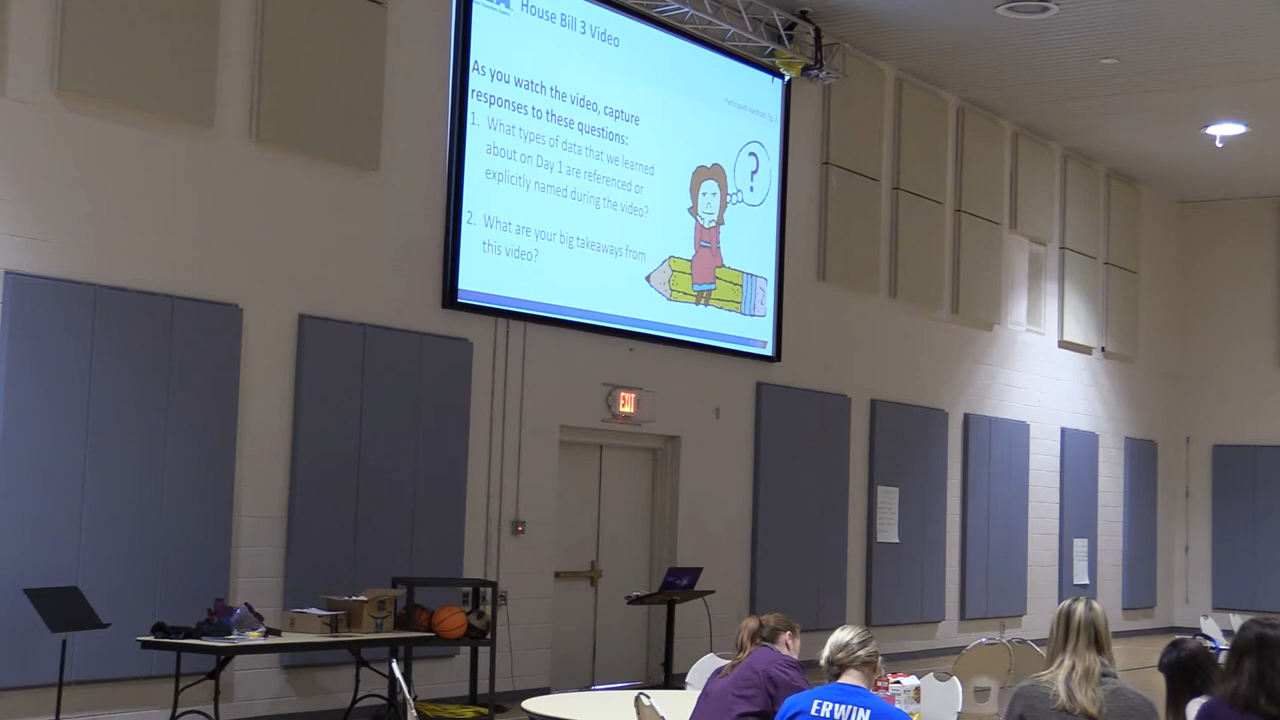 House Bill 3 Video
As you watch the video, capture
responses to these questions:
1. What types of data that we learned
about on Day 1 are referenced or
explicitly named during the video?
2. What are your big takeaways from
this video?
?
EXIT
ERWIN